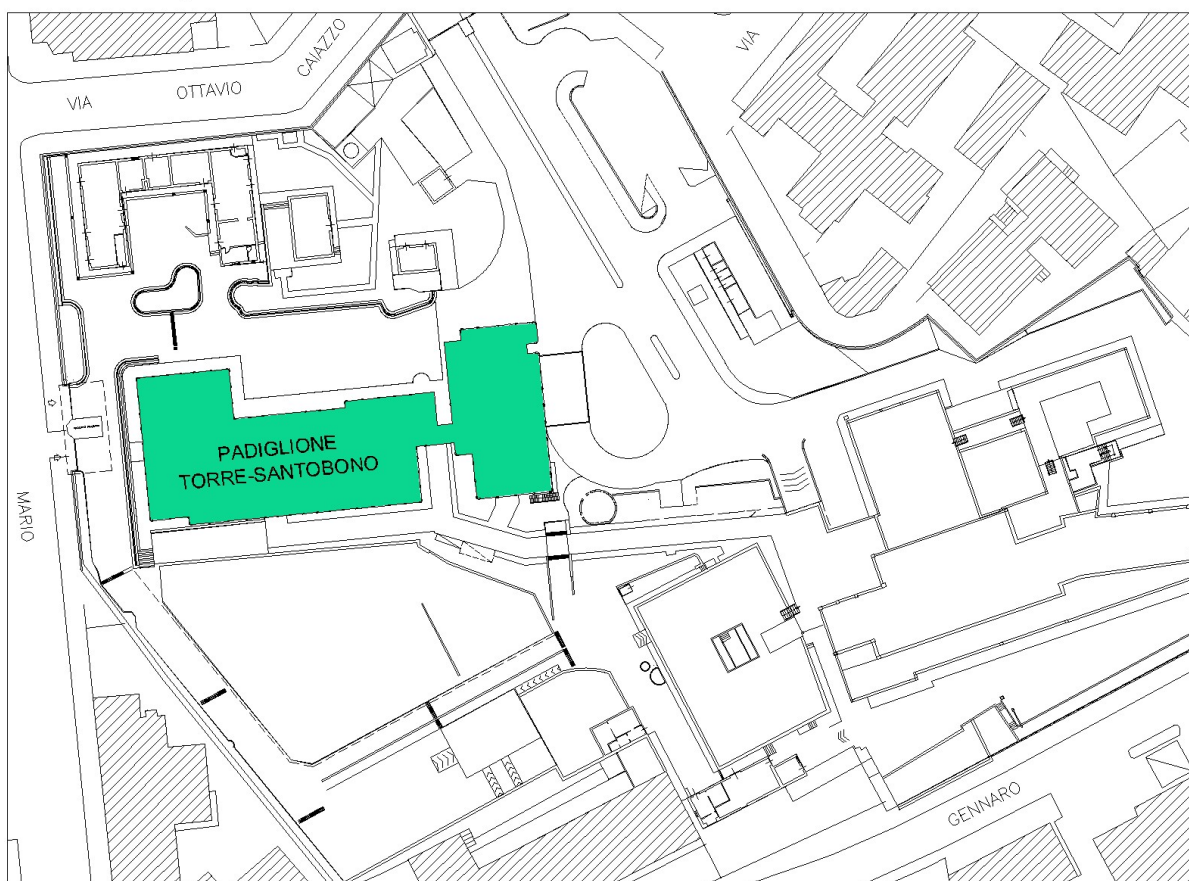 VIA OTTAVIO CAIAZZO
VIA
PADIGLIONE
TORRE-SANTOBONO
MARIO
GENNARO